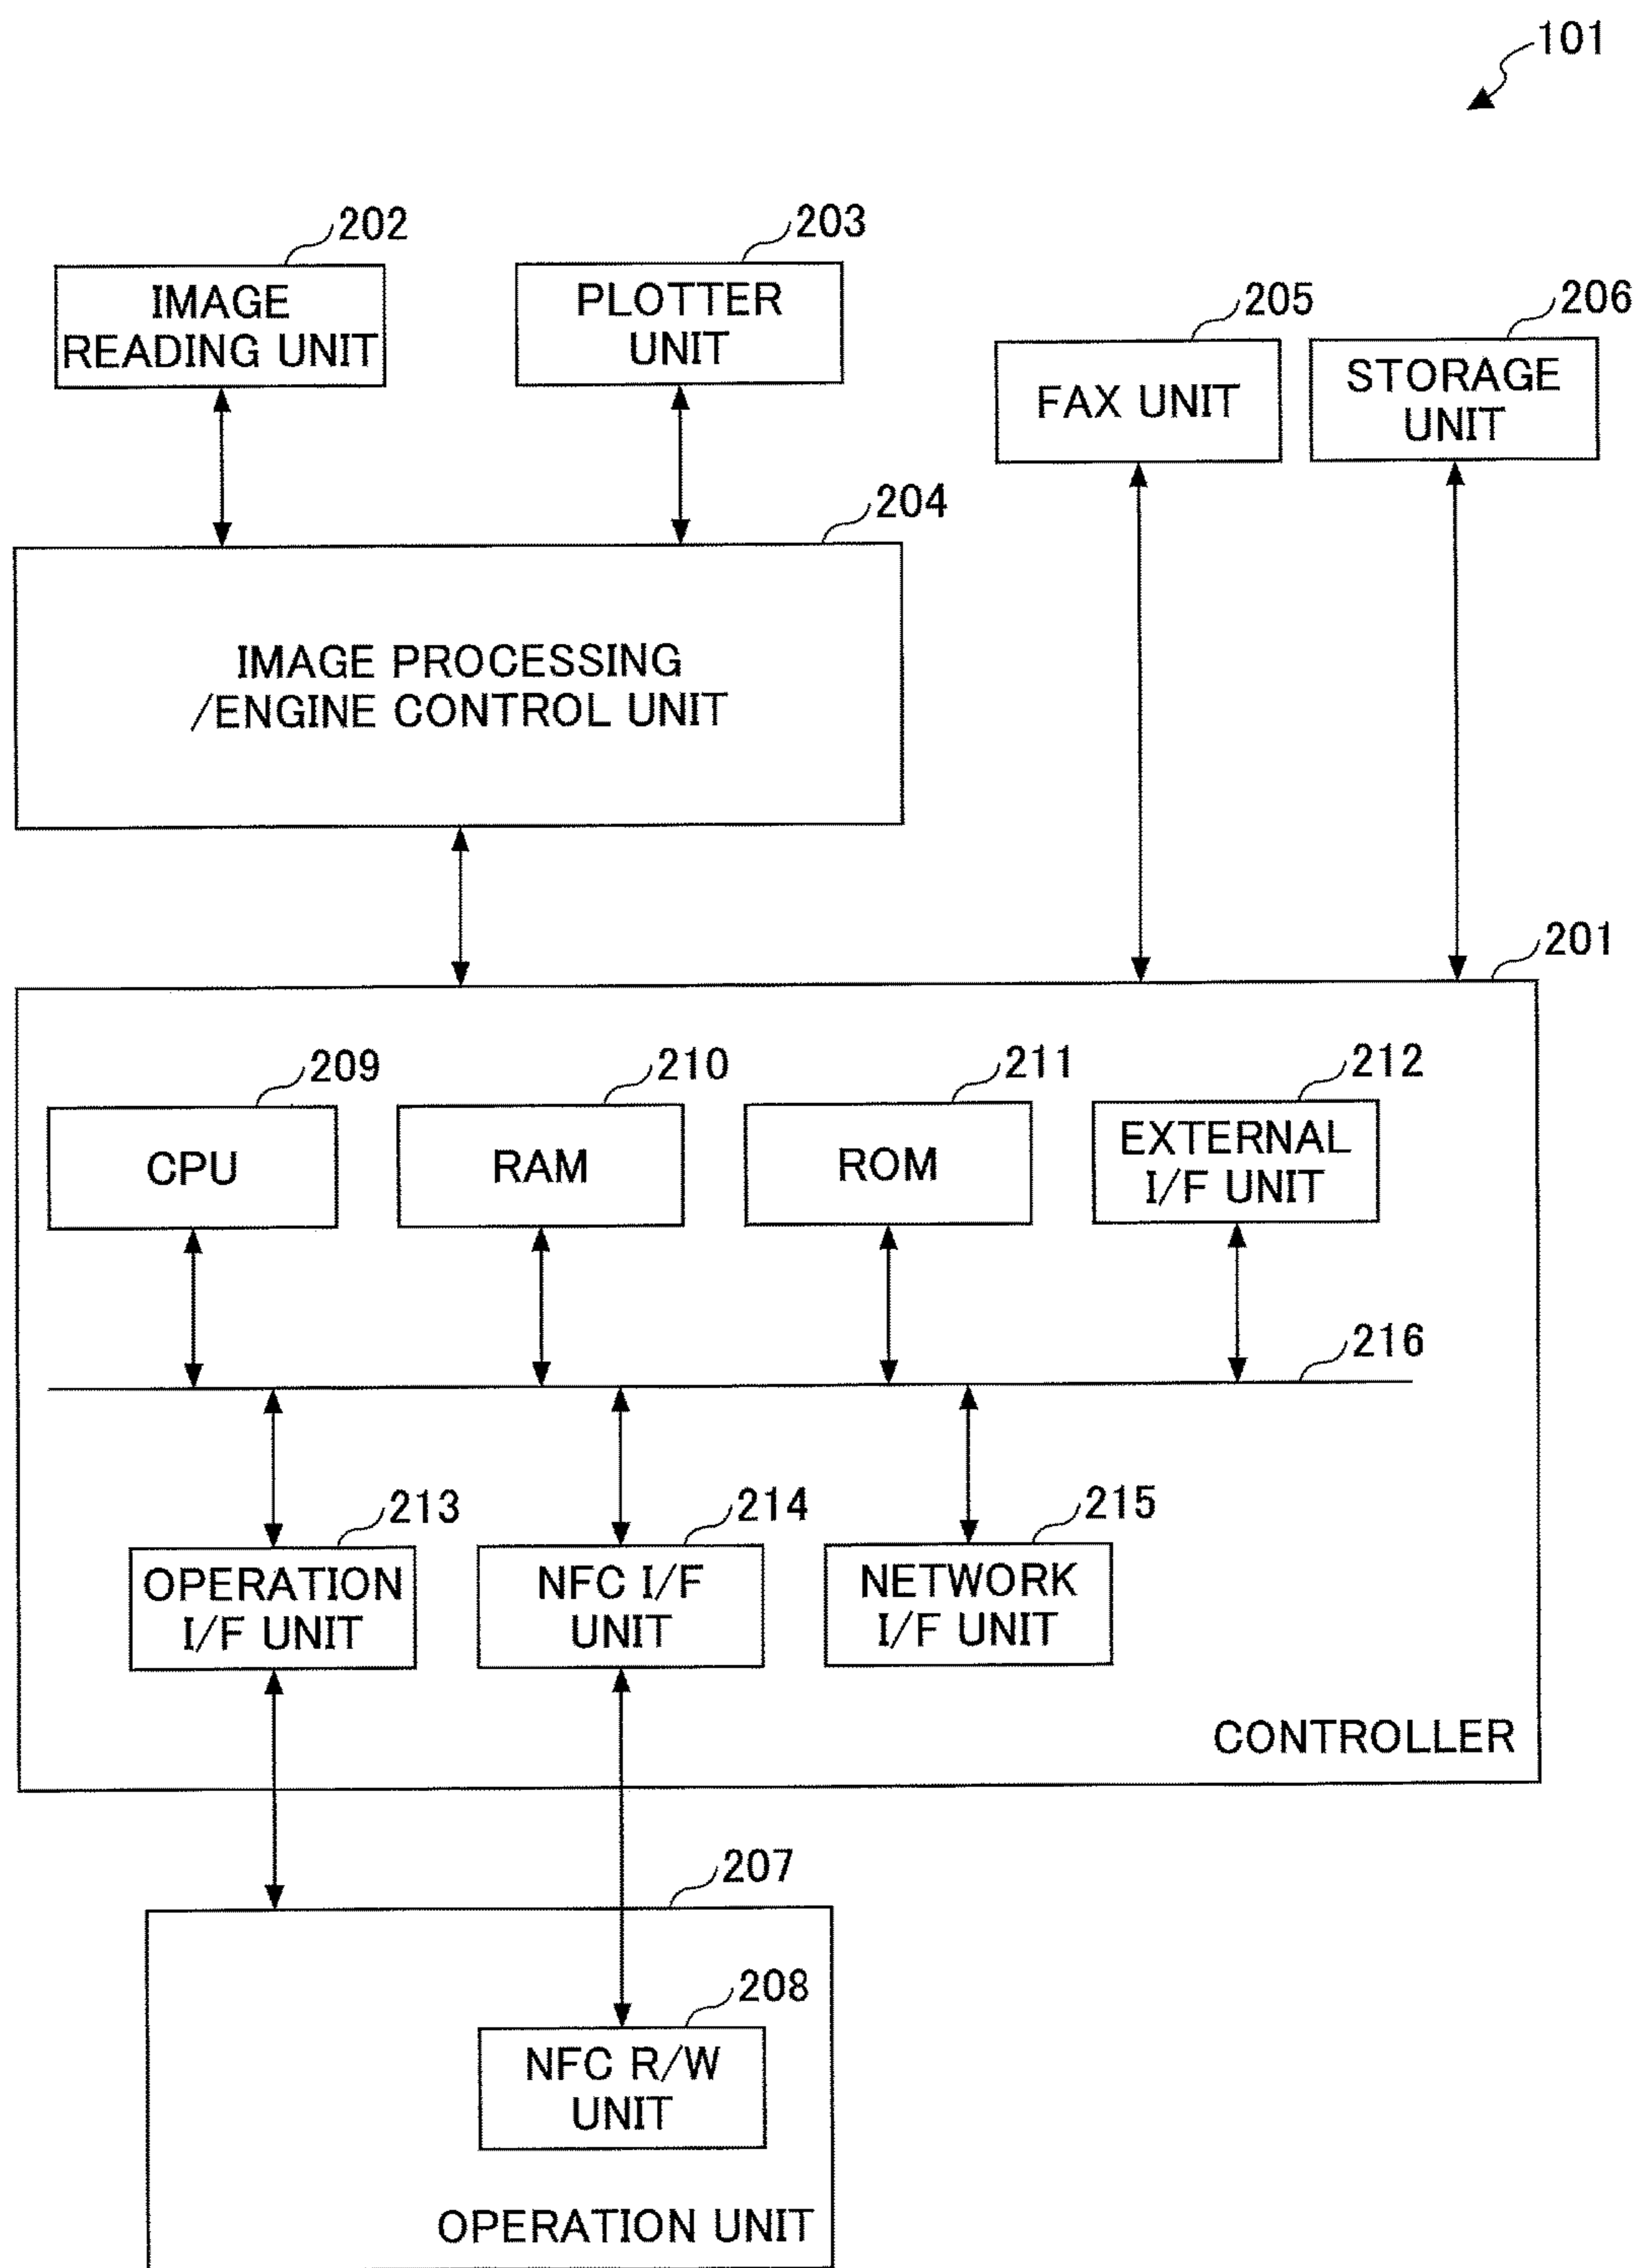 101
202
203
IMAGE
READING UNIT
PLOTTER
UNIT
205
206
FAX UNIT
STORAGE
UNIT
204
IMAGE PROCESSING
/ENGINE CONTROL UNIT
201
209
210
211
212
CPU
RAM
ROM
EXTERNAL
I/F UNIT
216
213
214
215
OPERATION
I/F UNIT
NFC I/F
UNIT
NETWORK
I/F UNIT
CONTROLLER
207
208
NFC R/W
UNIT
OPERATION UNIT